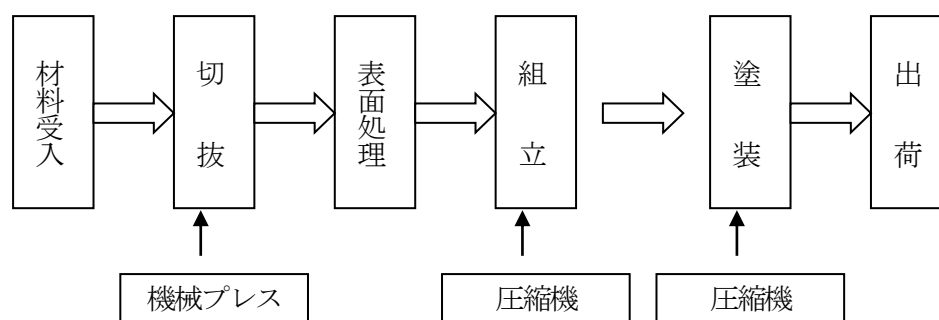 材料受入
切抜
表面処理
組立
塗装
出荷
機械プレス
圧縮機
圧縮機